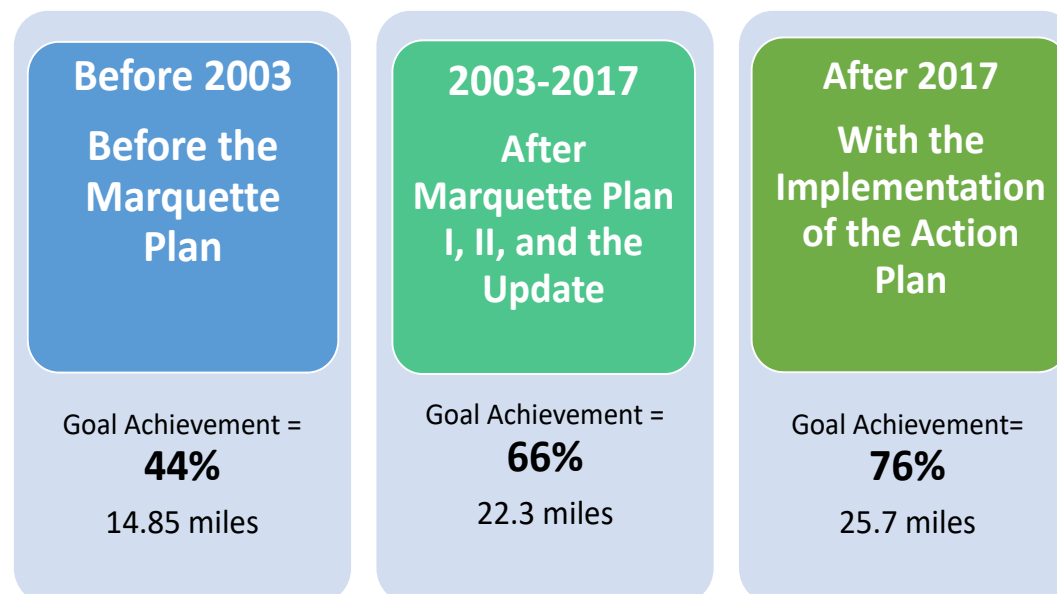 Before 2003
Before the
Marquette
Plan
Goal Achievement =
44%
14.85 miles
2003-2017
After
Marquette Plan
I, II, and the
Update
Goal Achievement =
66%
22.3 miles
After 2017
With the
Implementation
of the Action
Plan
Goal Achievement=
76%
25.7 miles